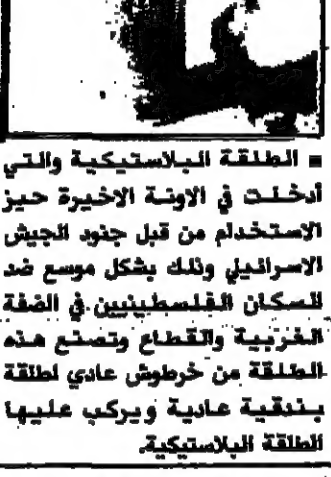 ■ الطلقة البلاستيكية والتي
أدخلت في الاونة الاخيرة حيز
الاستخدام من قبل جنود الجيش
الاسرائيلي وذلك بشكل موسع ضد
السكان الفلسطينيين في الضفة
الغربية والقطاع وتصنع هذه
الطلقة من خرطوش عادي لطلقة
بندقية عادية ويركب عليها
الطلقة البلاستيكية.